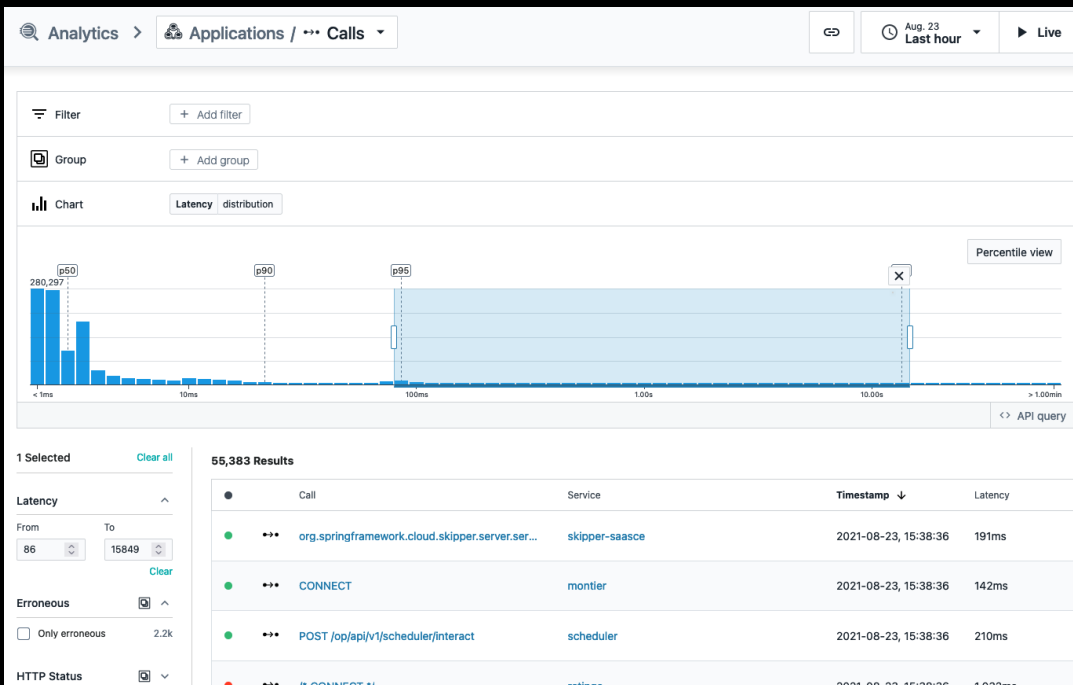 Analytics > Applications / Calls
Aug. 23
Last hour
Live
Filter
+ Add filter
Group
+ Add group
Chart
Latency distribution
Percentile view
p50
p90
p95
280,297
< 1ms
10ms
100ms
1.00s
10.00s
> 1.00min
<> API query
1 Selected
Clear all
55,383 Results
Latency
From
To
86
15849
Clear
Erroneous
Only erroneous
2.2k
HTTP Status
Call
Service
Timestamp
Latency
org.springframework.cloud.skipper.server.ser...
skipper-saasce
2021-08-23, 15:38:36
191ms
CONNECT
montier
2021-08-23, 15:38:36
142ms
POST /op/api/v1/scheduler/interact
scheduler
2021-08-23, 15:38:36
210ms